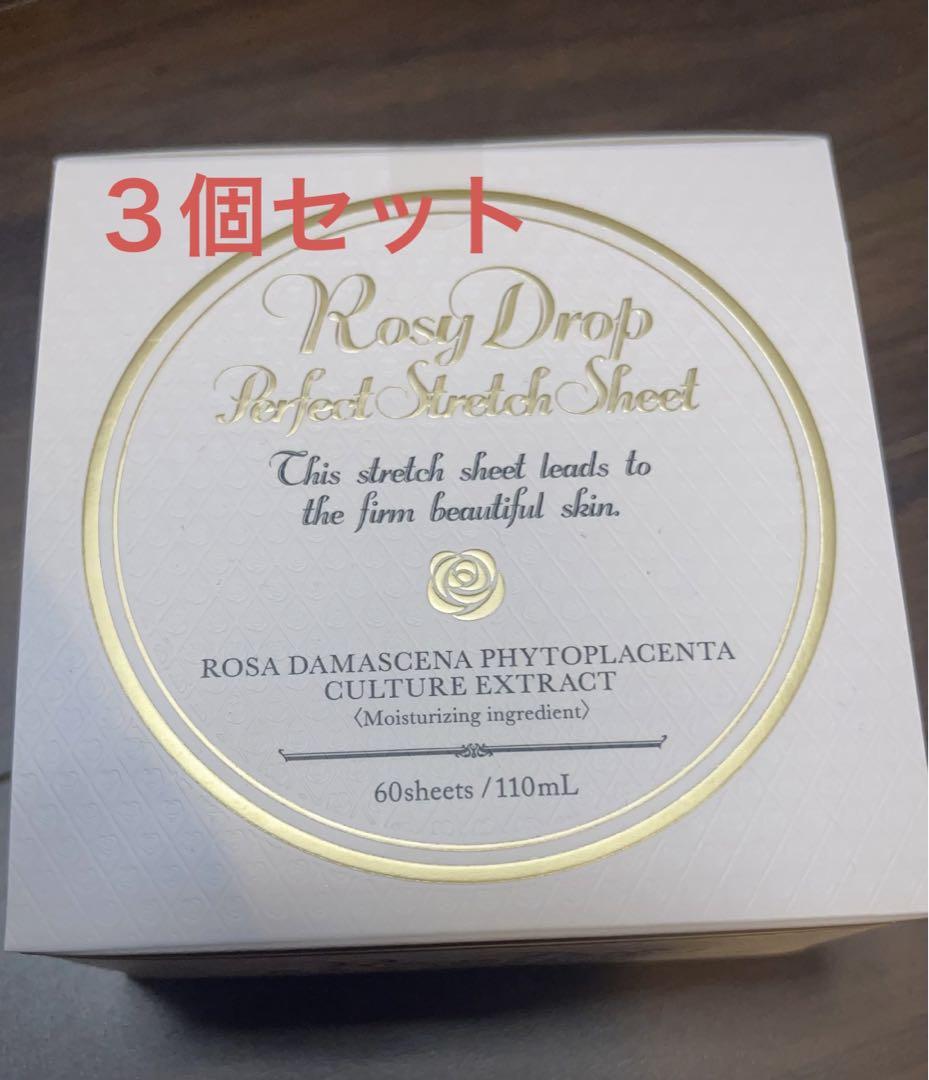 ３個セット
Rosy Drop
Perfect Stretch Sheet
This stretch sheet leads to
the firm beautiful skin.
ROSA DAMASCENA PHYTOPLACENTA
CULTURE EXTRACT
〈Moisturizing ingredient〉
60sheets / 110mL